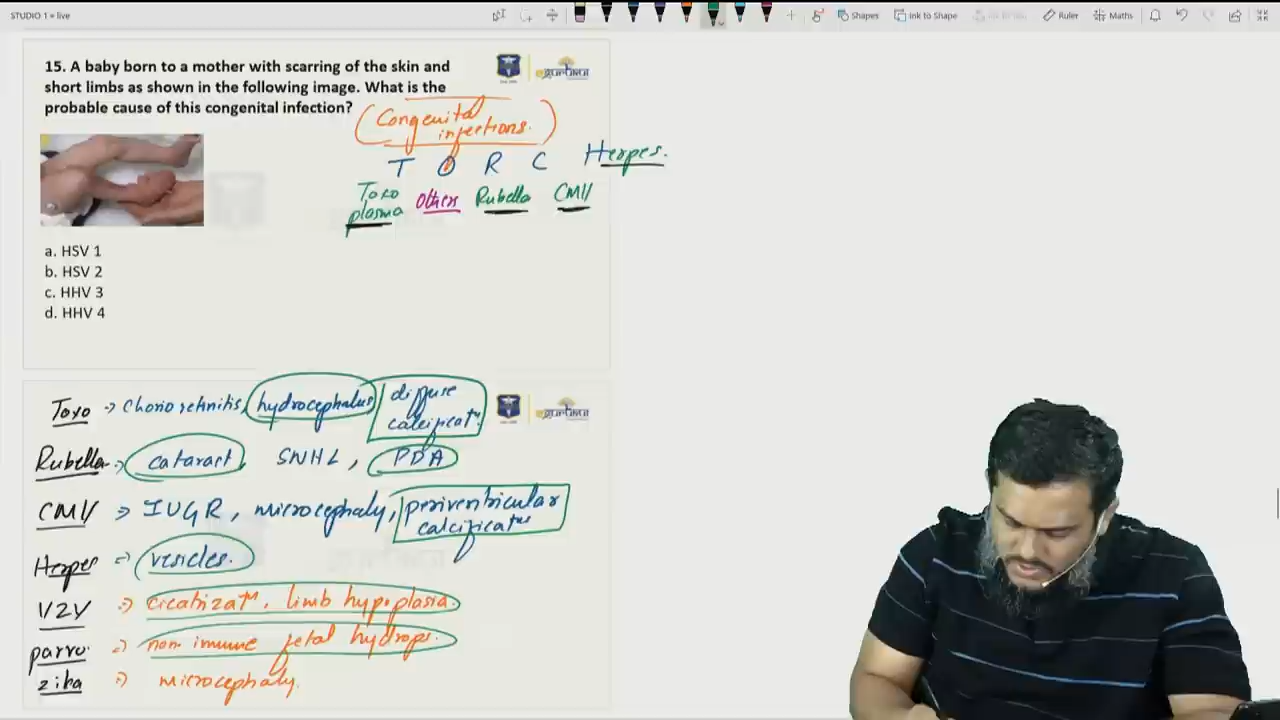 STUDIO 1 • live
Shapes
Ink to Shape
Ruler
Maths
15. A baby born to a mother with scarring of the skin and
short limbs as shown in the following image. What is the
probable cause of this congenital infection?
(Congenital
infections.)
T O R C Herpes.
Toxo
plasma Others Rubella CMV
a. HSV 1
b. HSV 2
c. HHV 3
d. HHV 4
Toxo → Chorioretinitis, hydrocephalus, diffuse
calcificatⁿ
Rubella → cataract, SNHL, PDA
CMV → IUGR, microcephaly, periventricular
calcificatⁿˢ
Herpes → vesicles.
VZV → cicatrizatⁿ, limb hypoplasia.
parvo → non imune fetal hydrops.
zika → microcephaly.